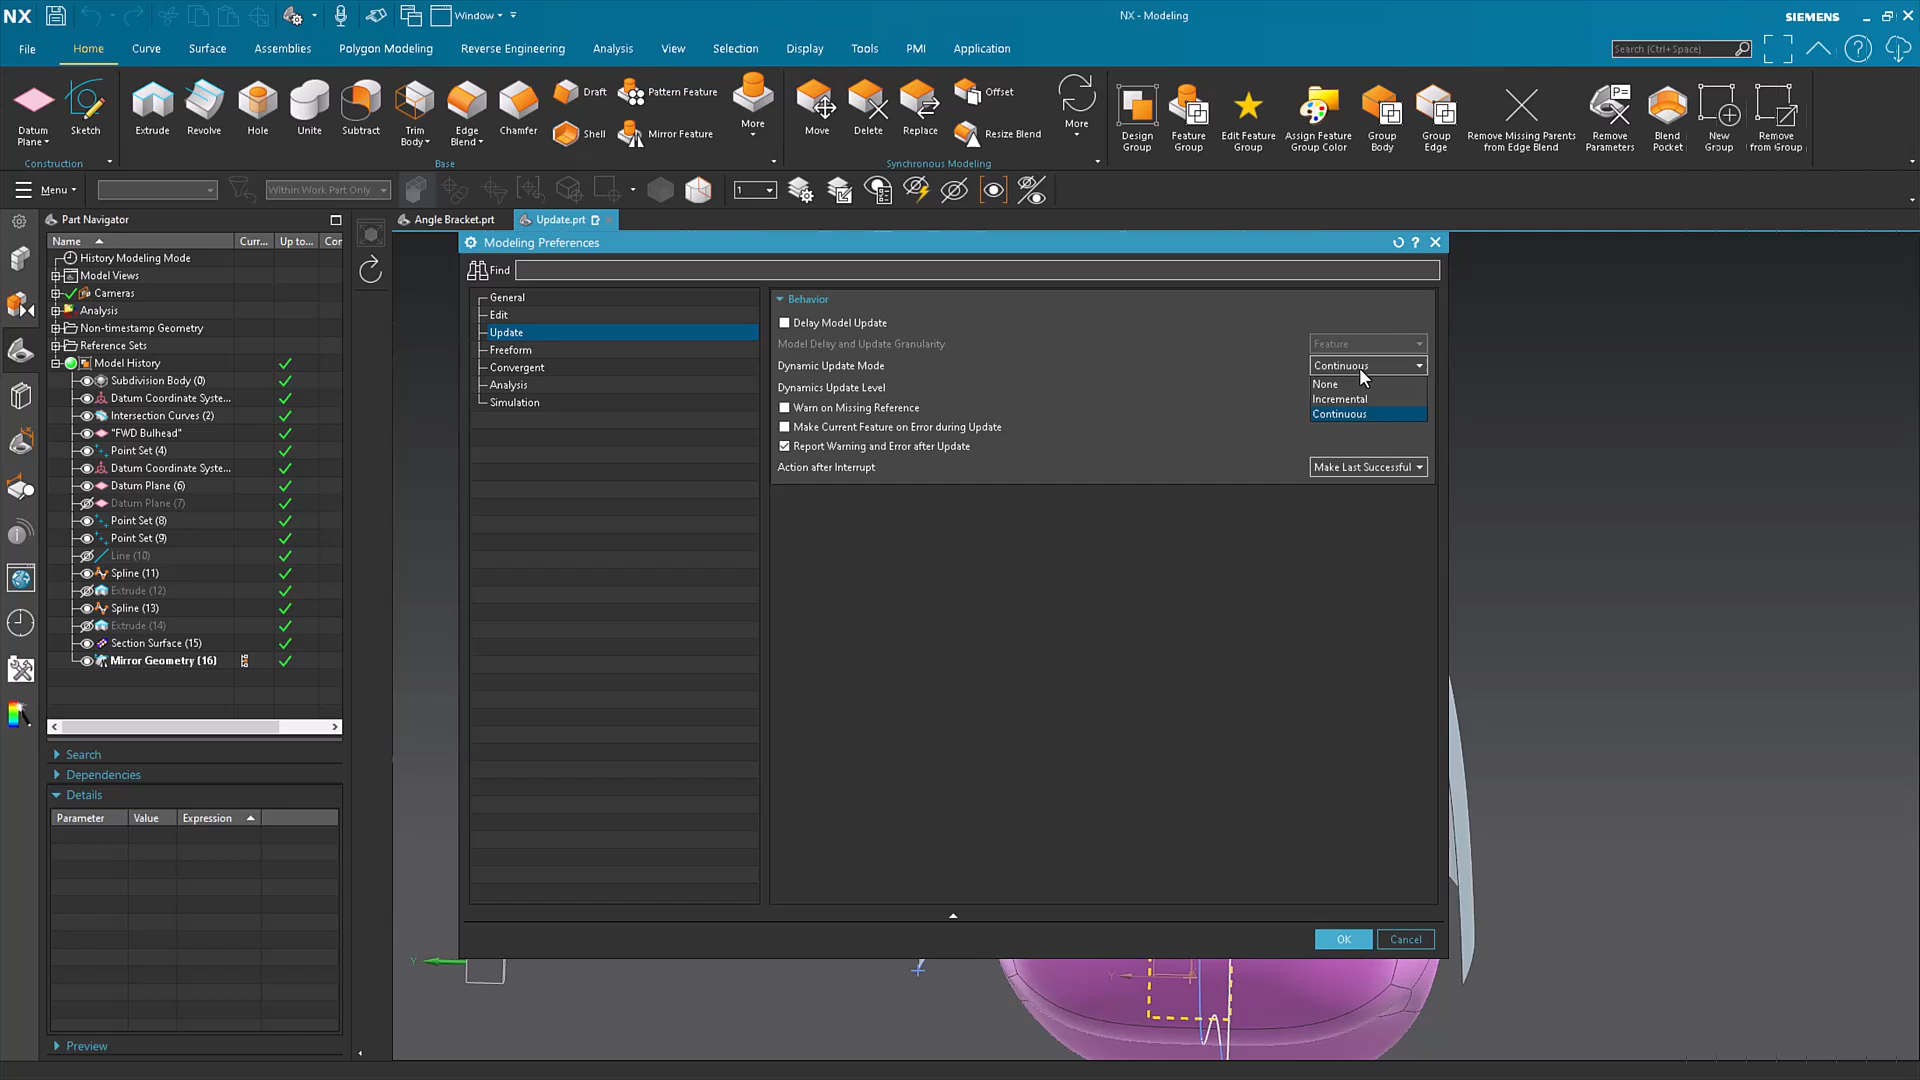 NX
Window
NX - Modeling
SIEMENS
File
Home
Curve
Surface
Assemblies
Polygon Modeling
Reverse Engineering
Analysis
View
Selection
Display
Tools
PMI
Application
Search (Ctrl+Space)
Datum Plane
Sketch
Construction
Extrude
Revolve
Hole
Unite
Subtract
Trim Body
Edge Blend
Chamfer
Draft
Shell
Pattern Feature
Mirror Feature
More
Base
Move
Delete
Replace
Offset
Resize Blend
More
Synchronous Modeling
PS
Design Group
Feature Group
Edit Feature Group
Assign Feature Group Color
Group Body
Group Edge
Remove Missing Parents from Edge Blend
Remove Parameters
Blend Pocket
New Group
Remove from Group
Menu
Within Work Part Only
1
Part Navigator
Angle Bracket.prt
Update.prt
Name
Curr...
Up to...
Cor
History Modeling Mode
Model Views
Cameras
Analysis
Non-timestamp Geometry
Reference Sets
Model History
Subdivision Body (0)
Datum Coordinate Syste...
Intersection Curves (2)
"FWD Bulhead"
Point Set (4)
Datum Coordinate Syste...
Datum Plane (6)
Datum Plane (7)
Point Set (8)
Point Set (9)
Line (10)
Spline (11)
Extrude (12)
Spline (13)
Extrude (14)
Section Surface (15)
Mirror Geometry (16)
Search
Dependencies
Details
Parameter
Value
Expression
Preview
Modeling Preferences
Find
General
Edit
Update
Freeform
Convergent
Analysis
Simulation
Behavior
Delay Model Update
Model Delay and Update Granularity
Feature
Dynamic Update Mode
Continuous
None
Incremental
Continuous
Dynamics Update Level
Warn on Missing Reference
Make Current Feature on Error during Update
Report Warning and Error after Update
Action after Interrupt
Make Last Successful
OK
Cancel
Y
Y